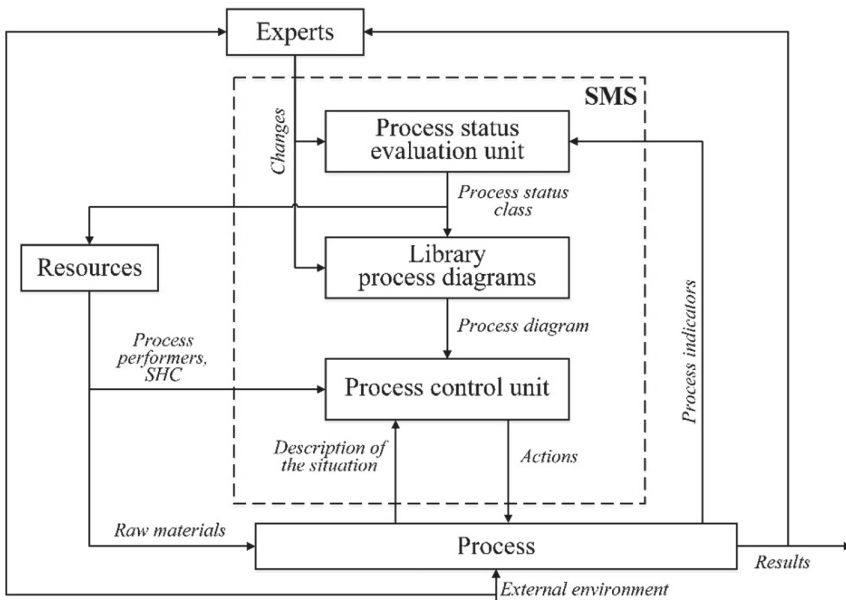 Experts
SMS
Changes
Process status
evaluation unit
Process status
class
Resources
Library
process diagrams
Process indicators
Process diagram
Process
performers,
SHC
Process control unit
Description of
the situation
Actions
Raw materials
Process
Results
External environment